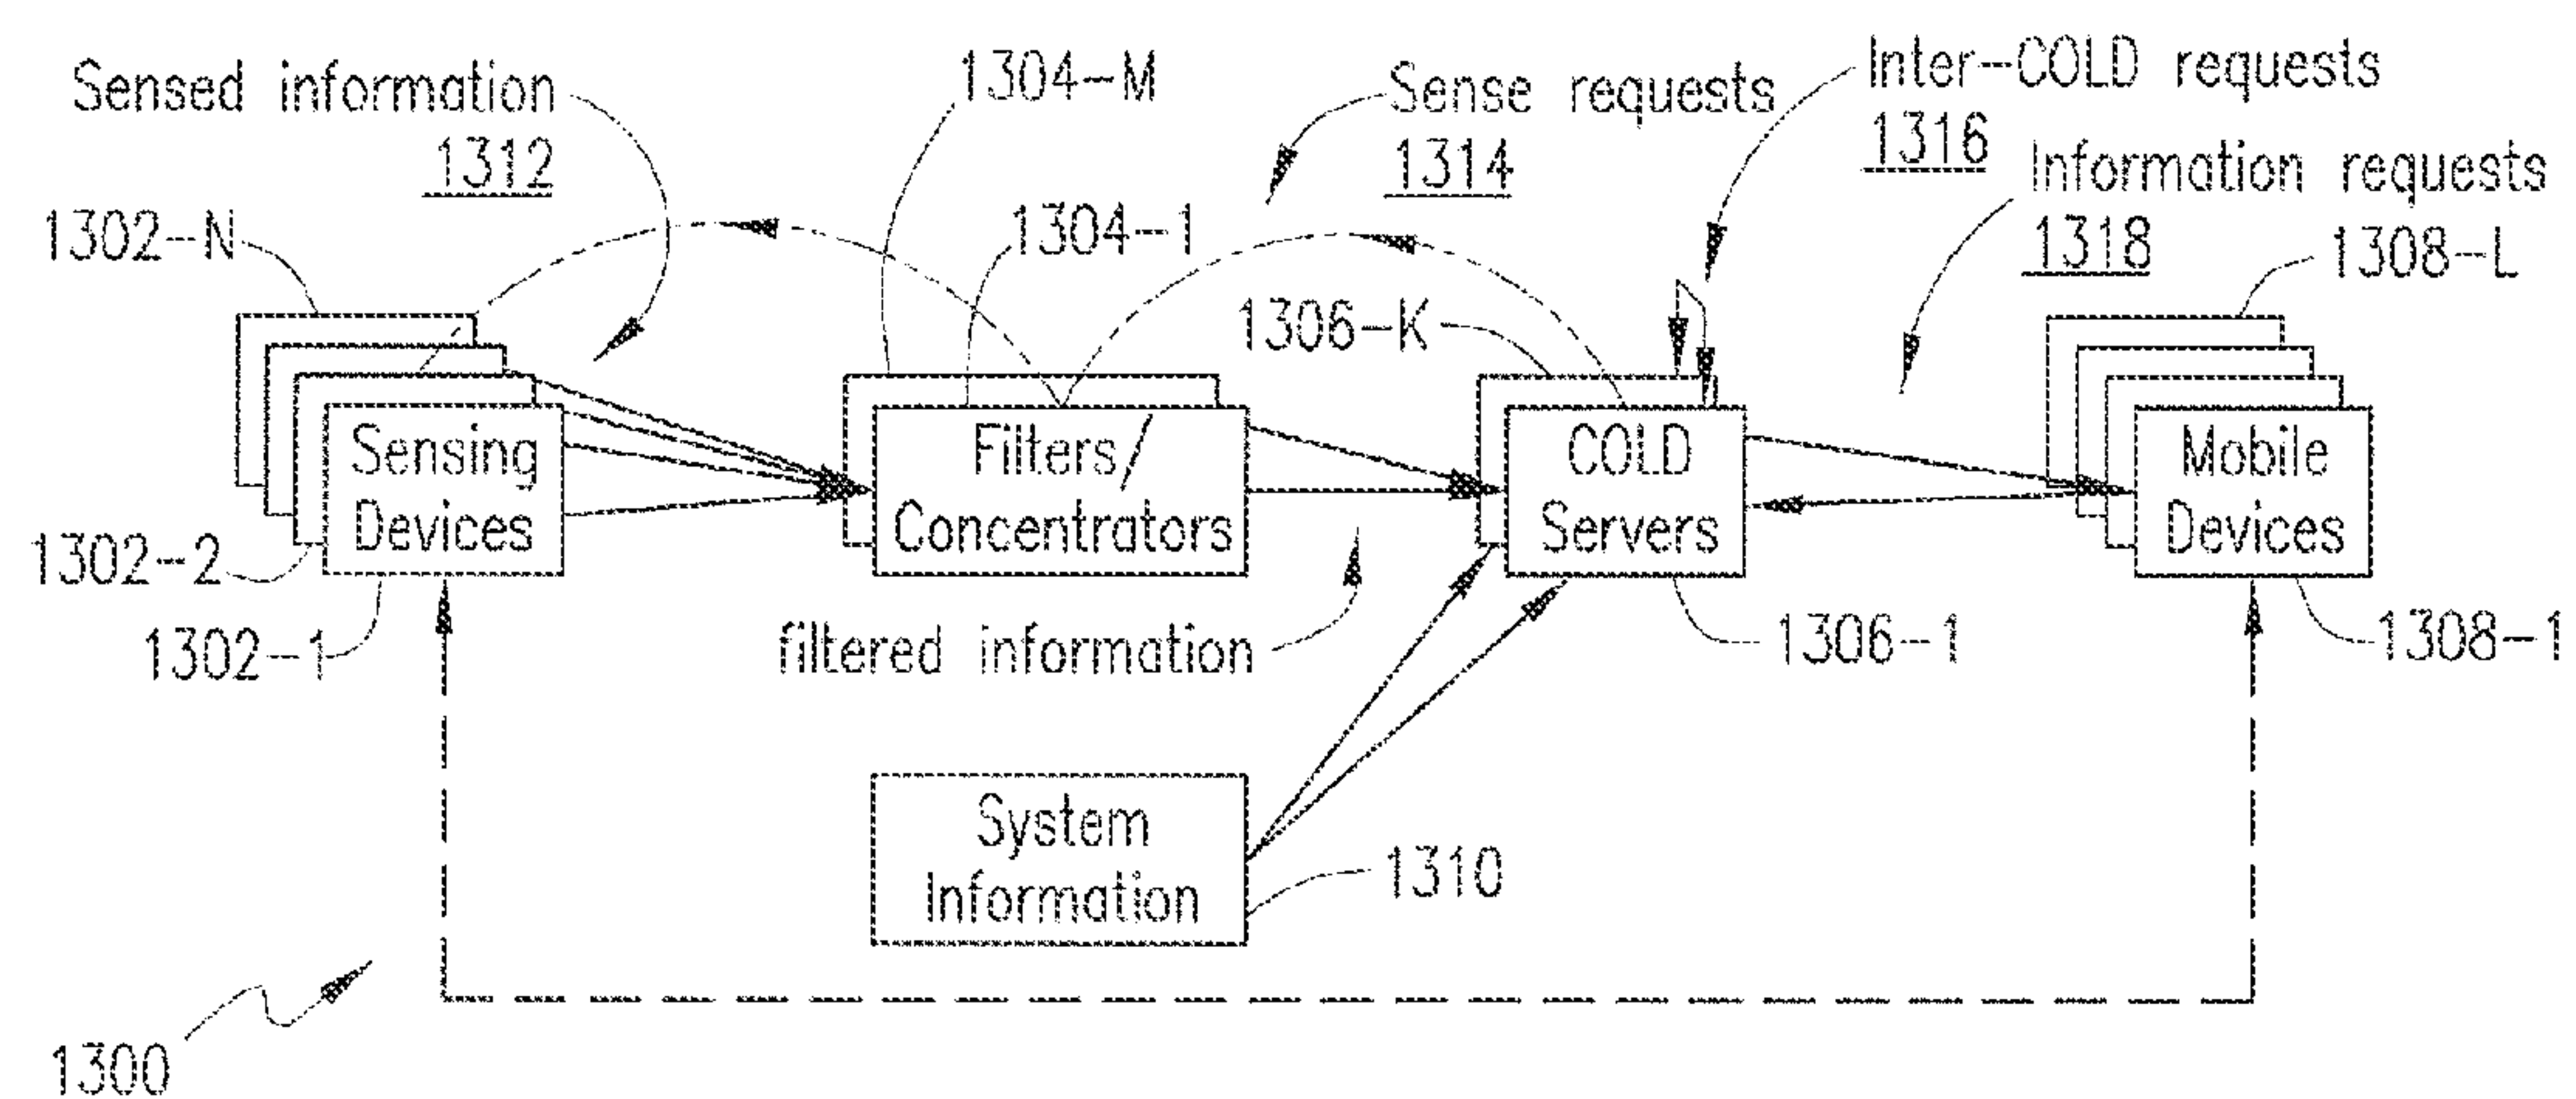 Sensed information
1312
1304-M
Sense requests
1314
Inter-COLD requests
1316
Information requests
1318
1302-N
1304-1
1306-K
1308-L
Sensing
Devices
Filters/
Concentrators
COLD
Servers
Mobile
Devices
1302-2
1302-1
filtered information
1306-1
1308-1
System
Information
1310
1300